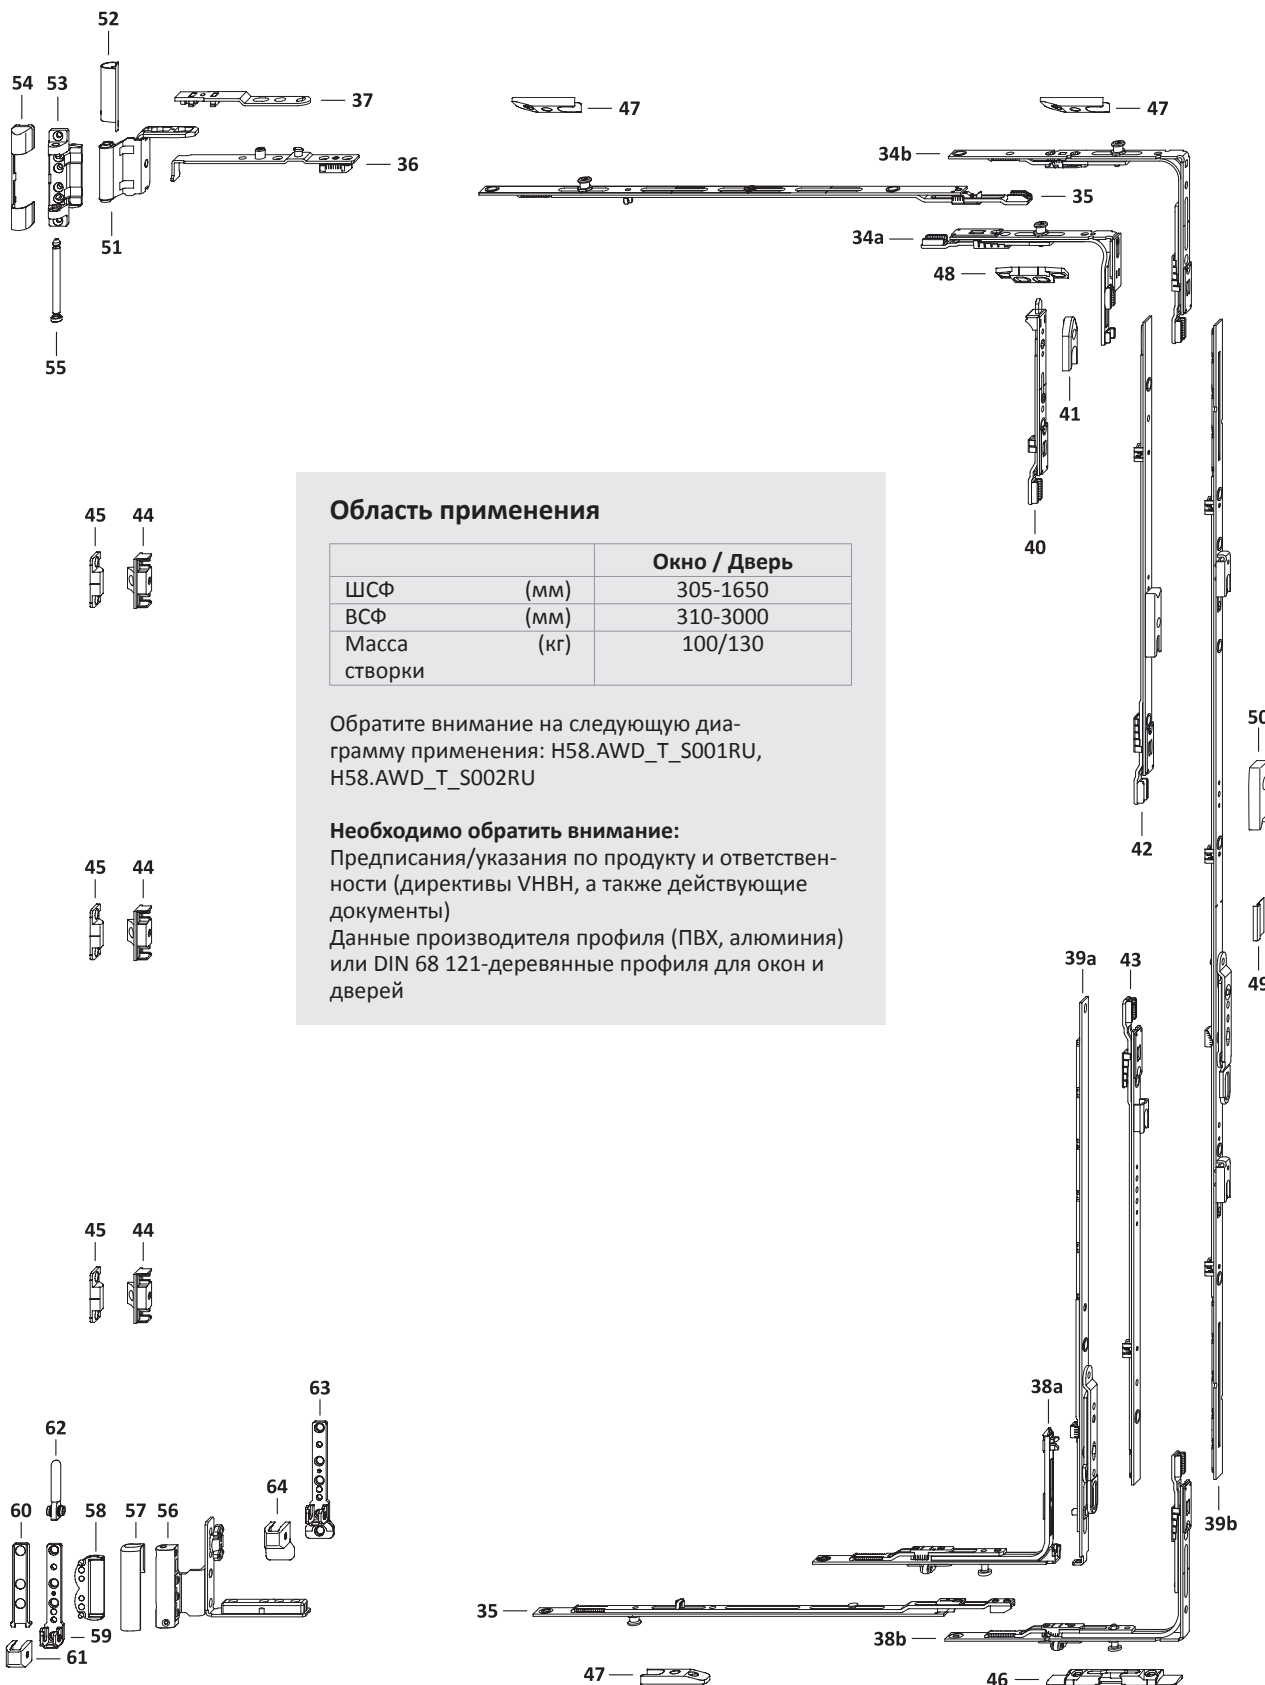 52
54 53
37
47
47
34b
36
35
34a
51
48
55
41
40
45 44
Область применения
Окно / Дверь
ШСФ (мм) 305-1650
ВСФ (мм) 310-3000
Масса (кг) 100/130
створки
Обратите внимание на следующую диа-
грамму применения: H58.AWD_T_S001RU,
H58.AWD_T_S002RU
50
Необходимо обратить внимание:
42
Предписания/указания по продукту и ответствен-
ности (директивы VHBH, а также действующие
документы)
Данные производителя профиля (ПВХ, алюминия)
или DIN 68 121-деревянные профиля для окон и
дверей
45 44
39a 43
49
45 44
63
38a
62
64
60 58 57 56
39b
35
59
38b
61
47
46